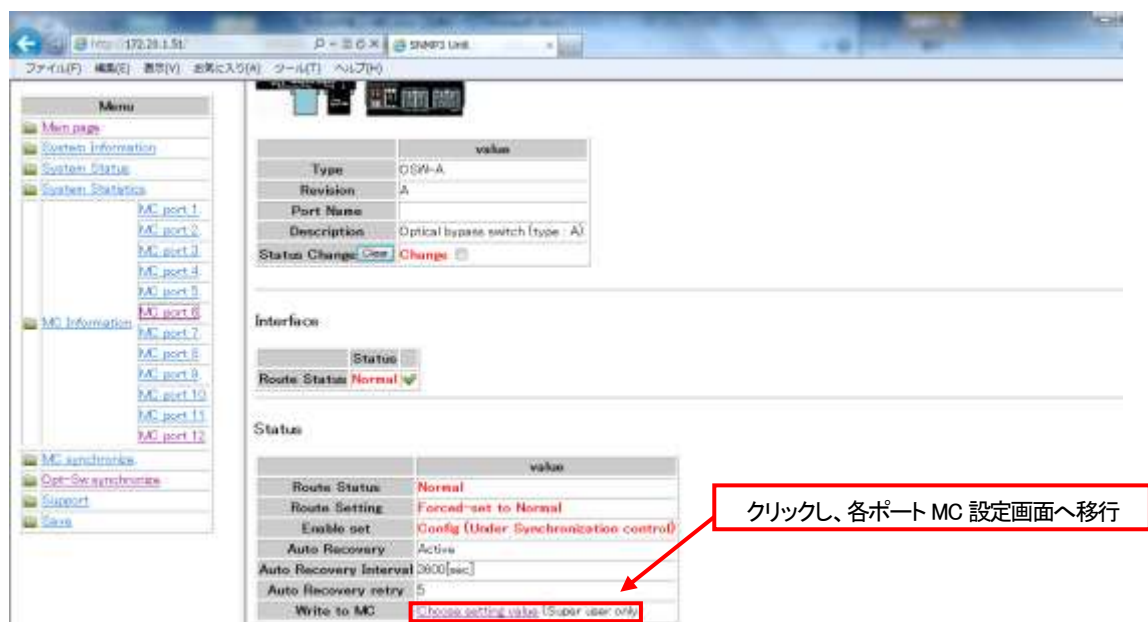 http://172.28.1.51/
SNMP3 Unit
ファイル(F) 編集(E) 表示(V) お気に入り(A) ツール(T) ヘルプ(H)
Menu
Main page
System Information
System Status
System Statistics
MC Information
MC port 1
MC port 2
MC port 3
MC port 4
MC port 5
MC port 6
MC port 7
MC port 8
MC port 9
MC port 10
MC port 11
MC port 12
MC synchronize
Opt-Sw synchronize
Support
Save
value
Type OSW-A
Revision A
Port Name
Description Optical bypass switch (type : A)
Status Change Clear Change
Interface
Status
Route Status Normal
Status
value
Route Status Normal
Route Setting Forced-set to Normal
Enable set Config (Under Synchronization control)
Auto Recovery Active
Auto Recovery Interval 3600[sec]
Auto Recovery retry 5
Write to MC Choose setting value (Super user only)
クリックし、各ポート MC 設定画面へ移行